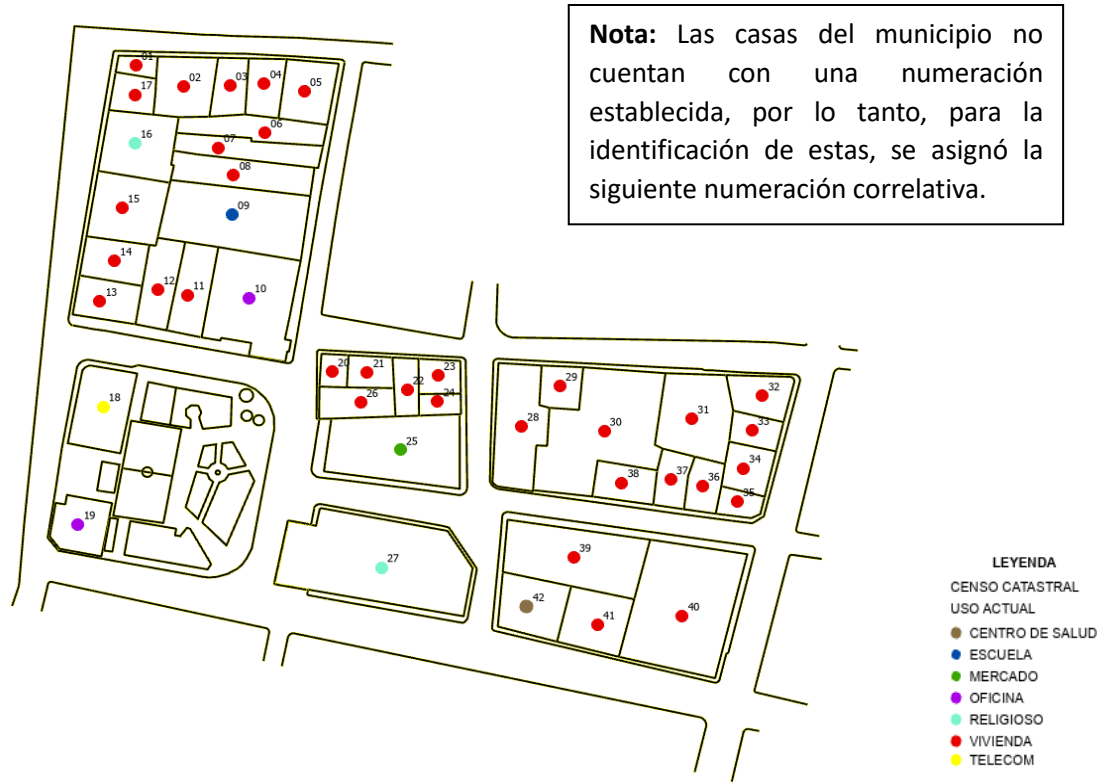 Nota: Las casas del municipio no
cuentan con una numeración
establecida, por lo tanto, para la
identificación de estas, se asignó la
siguiente numeración correlativa.
01
02
03
04
05
17
06
16
07
08
15
09
14
12
11
10
13
18
19
20
21
22
23
24
26
25
27
28
29
30
31
32
33
34
35
36
37
38
39
40
41
42
LEYENDA
CENSO CATASTRAL
USO ACTUAL
CENTRO DE SALUD
ESCUELA
MERCADO
OFICINA
RELIGIOSO
VIVIENDA
TELECOM